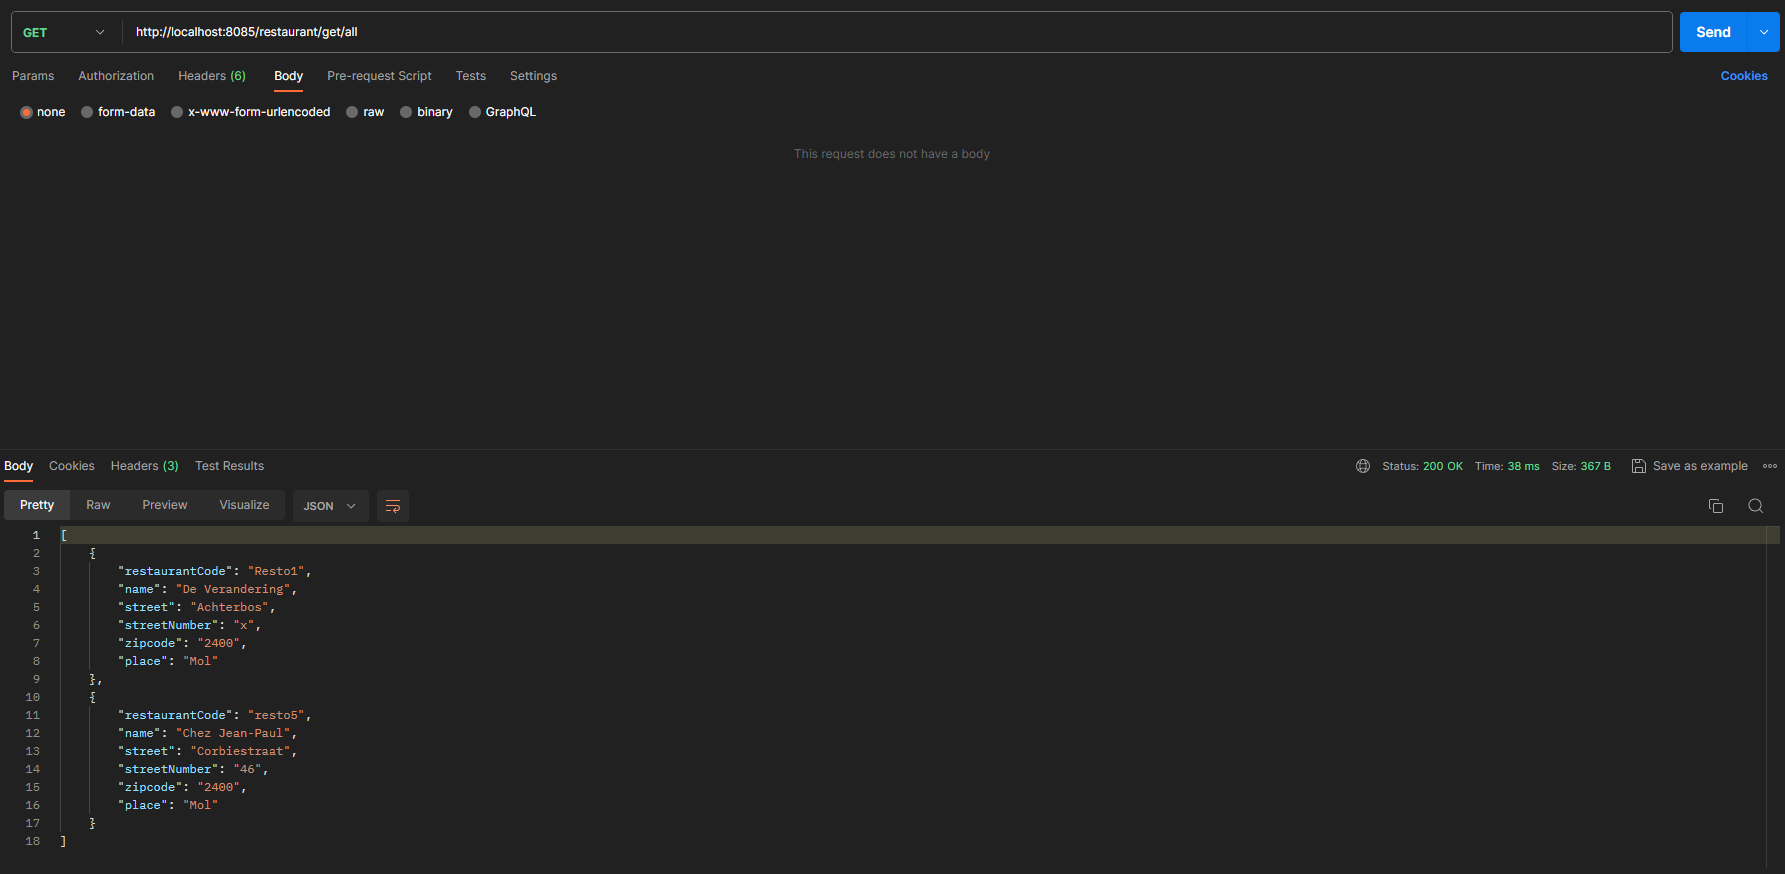 GET http://localhost:8085/restaurant/get/all Send
Params Authorization Headers (6) Body Pre-request Script Tests Settings Cookies
none form-data x-www-form-urlencoded raw binary GraphQL
This request does not have a body
Body Cookies Headers (3) Test Results Status: 200 OK Time: 38 ms Size: 367 B Save as example
Pretty Raw Preview Visualize JSON
1 [
2 {
3 "restaurantCode": "Resto1",
4 "name": "De Verandering",
5 "street": "Achterbos",
6 "streetNumber": "x",
7 "zipcode": "2400",
8 "place": "Mol"
9 },
10 {
11 "restaurantCode": "resto5",
12 "name": "Chez Jean-Paul",
13 "street": "Corbiestraat",
14 "streetNumber": "46",
15 "zipcode": "2400",
16 "place": "Mol"
17 }
18 ]